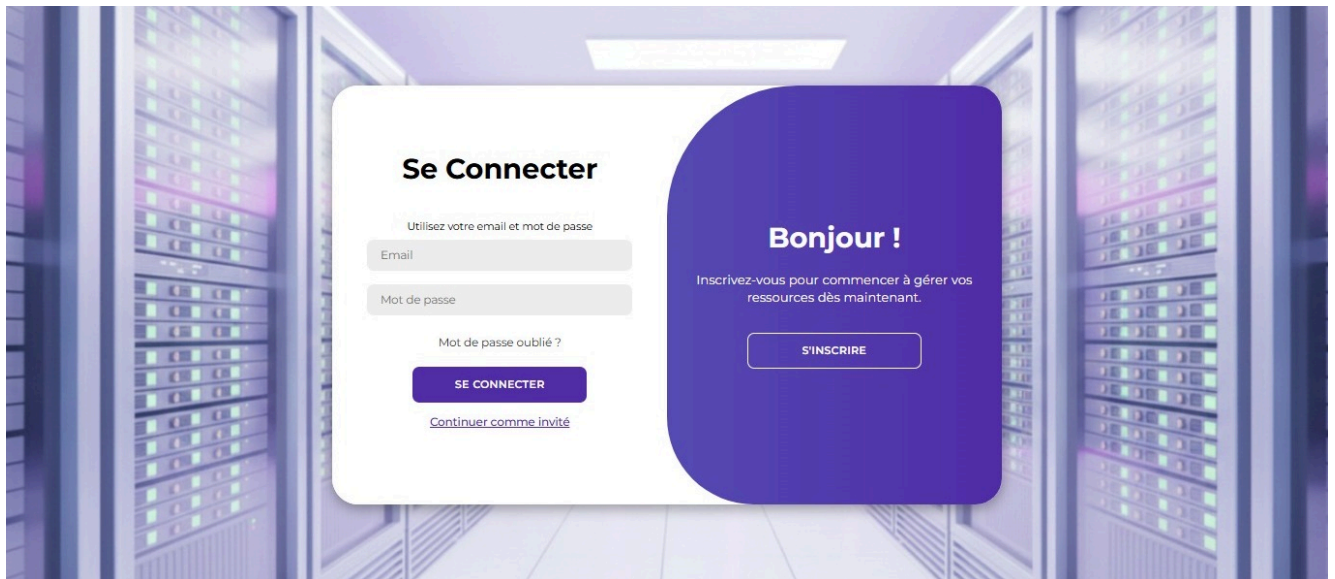 Se Connecter
Utilisez votre email et mot de passe
Email
Mot de passe
Mot de passe oublié ?
SE CONNECTER
Continuer comme invité
Bonjour !
Inscrivez-vous pour commencer à gérer vos
ressources dès maintenant.
S'INSCRIRE